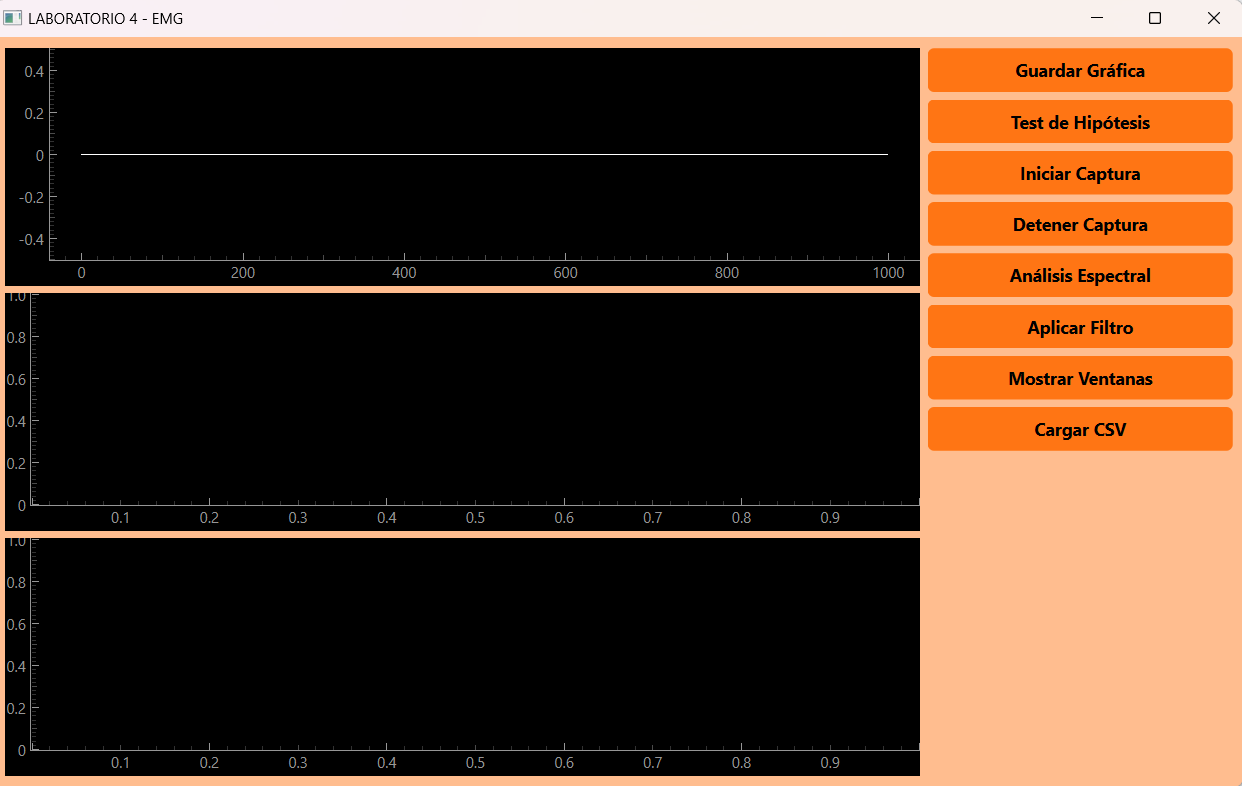 LABORATORIO 4 - EMG
0.4
0.2
0
-0.2
-0.4
0 200 400 600 800 1000
1.0
0.8
0.6
0.4
0.2
0
0.1 0.2 0.3 0.4 0.5 0.6 0.7 0.8 0.9
1.0
0.8
0.6
0.4
0.2
0
0.1 0.2 0.3 0.4 0.5 0.6 0.7 0.8 0.9
Guardar Gráfica
Test de Hipótesis
Iniciar Captura
Detener Captura
Análisis Espectral
Aplicar Filtro
Mostrar Ventanas
Cargar CSV